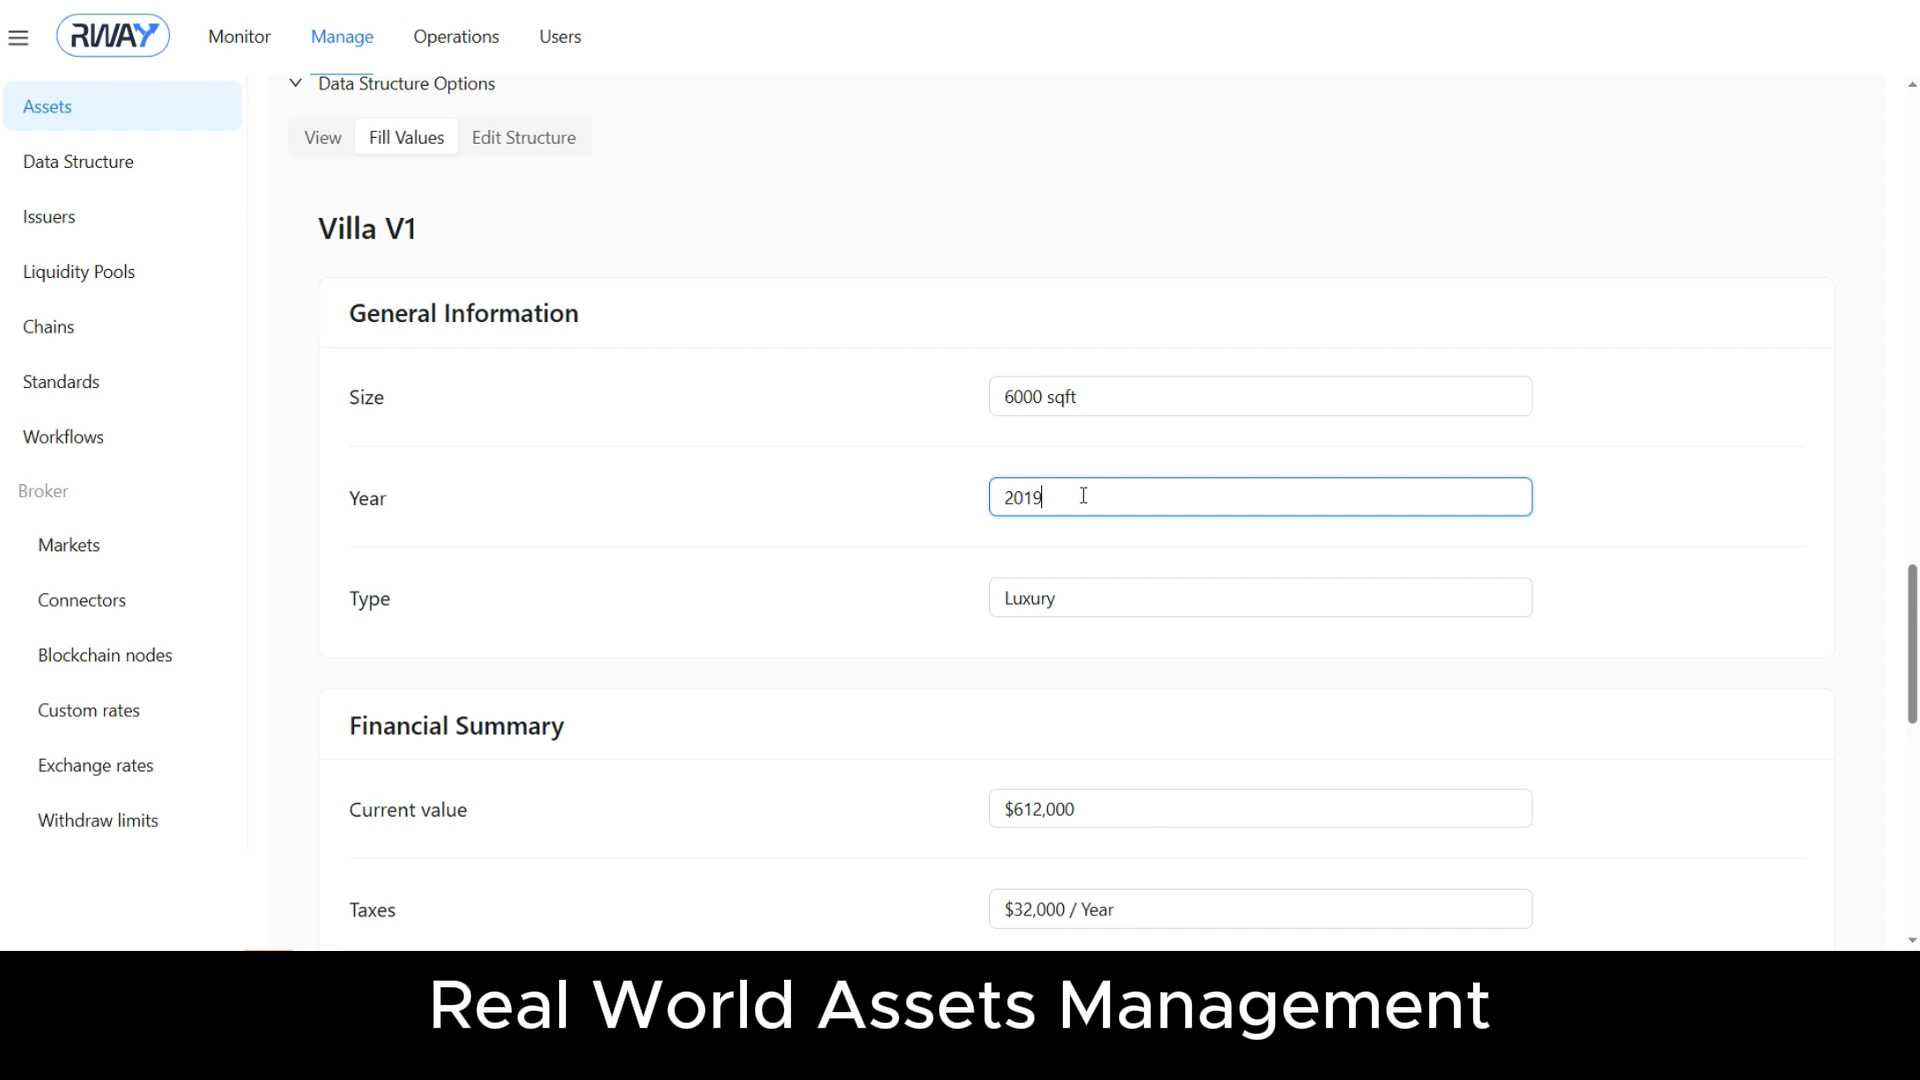 RWAY
Monitor
Manage
Operations
Users
Assets
Data Structure
Issuers
Liquidity Pools
Chains
Standards
Workflows
Broker
Markets
Connectors
Blockchain nodes
Custom rates
Exchange rates
Withdraw limits
Data Structure Options
View
Fill Values
Edit Structure
Villa V1
General Information
Size
6000 sqft
Year
2019
Type
Luxury
Financial Summary
Current value
$612,000
Taxes
$32,000 / Year
Real World Assets Management